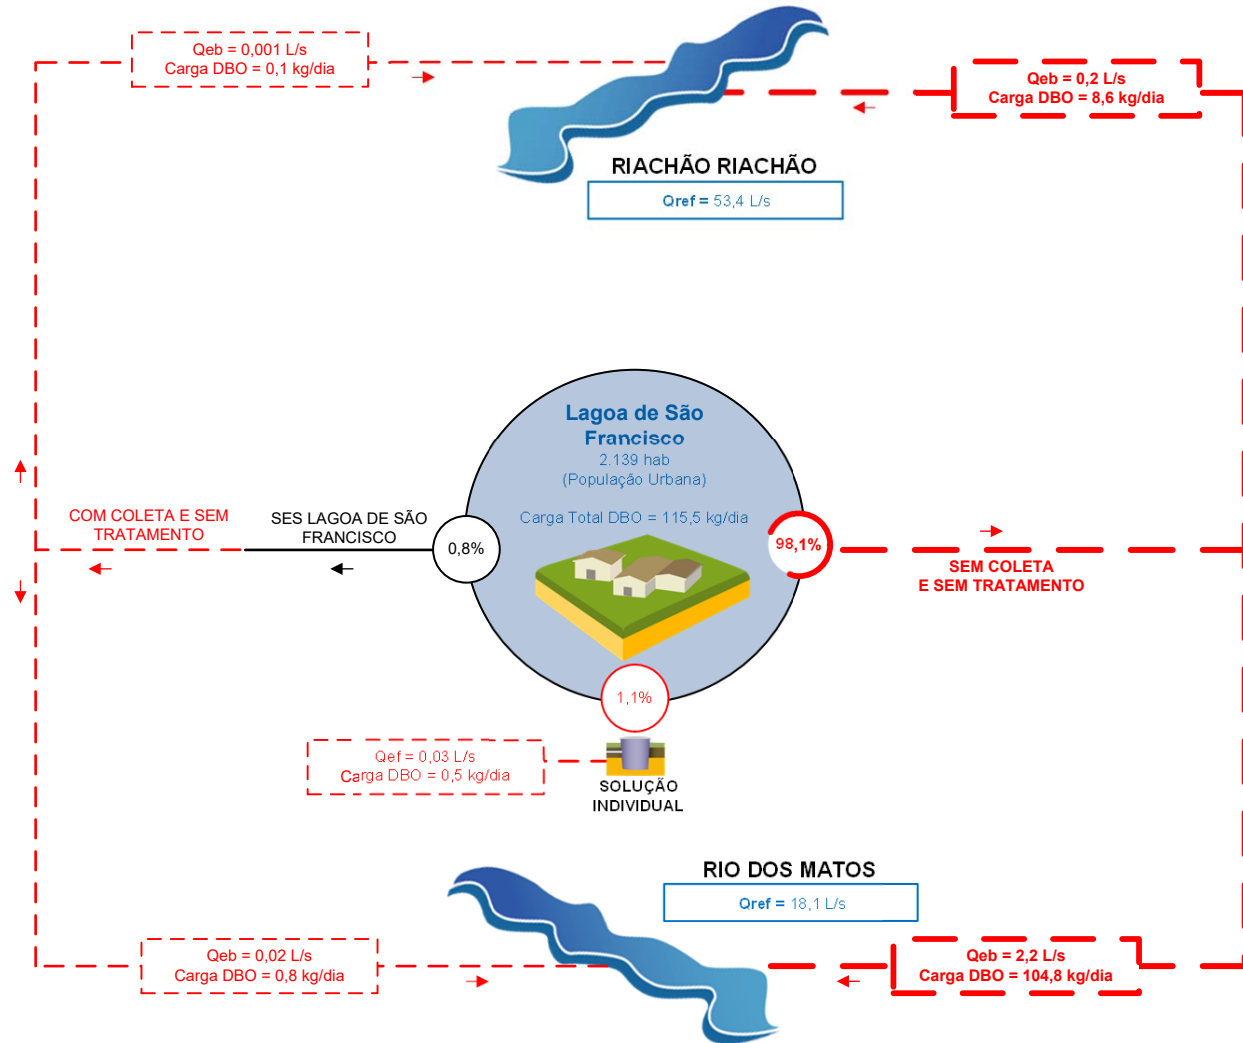 Qeb = 0,001 L/s
Carga DBO = 0,1 kg/dia
Qeb = 0,2 L/s
Carga DBO = 8,6 kg/dia
RIACHÃO RIACHÃO
Qref = 53,4 L/s
Lagoa de São
Francisco
2.139 hab
(População Urbana)
Carga Total DBO = 115,5 kg/dia
COM COLETA E SEM
TRATAMENTO
SES LAGOA DE SÃO
FRANCISCO
0,8%
98,1%
SEM COLETA
E SEM TRATAMENTO
1,1%
Qef = 0,03 L/s
Carga DBO = 0,5 kg/dia
SOLUÇÃO
INDIVIDUAL
RIO DOS MATOS
Qref = 18,1 L/s
Qeb = 0,02 L/s
Carga DBO = 0,8 kg/dia
Qeb = 2,2 L/s
Carga DBO = 104,8 kg/dia